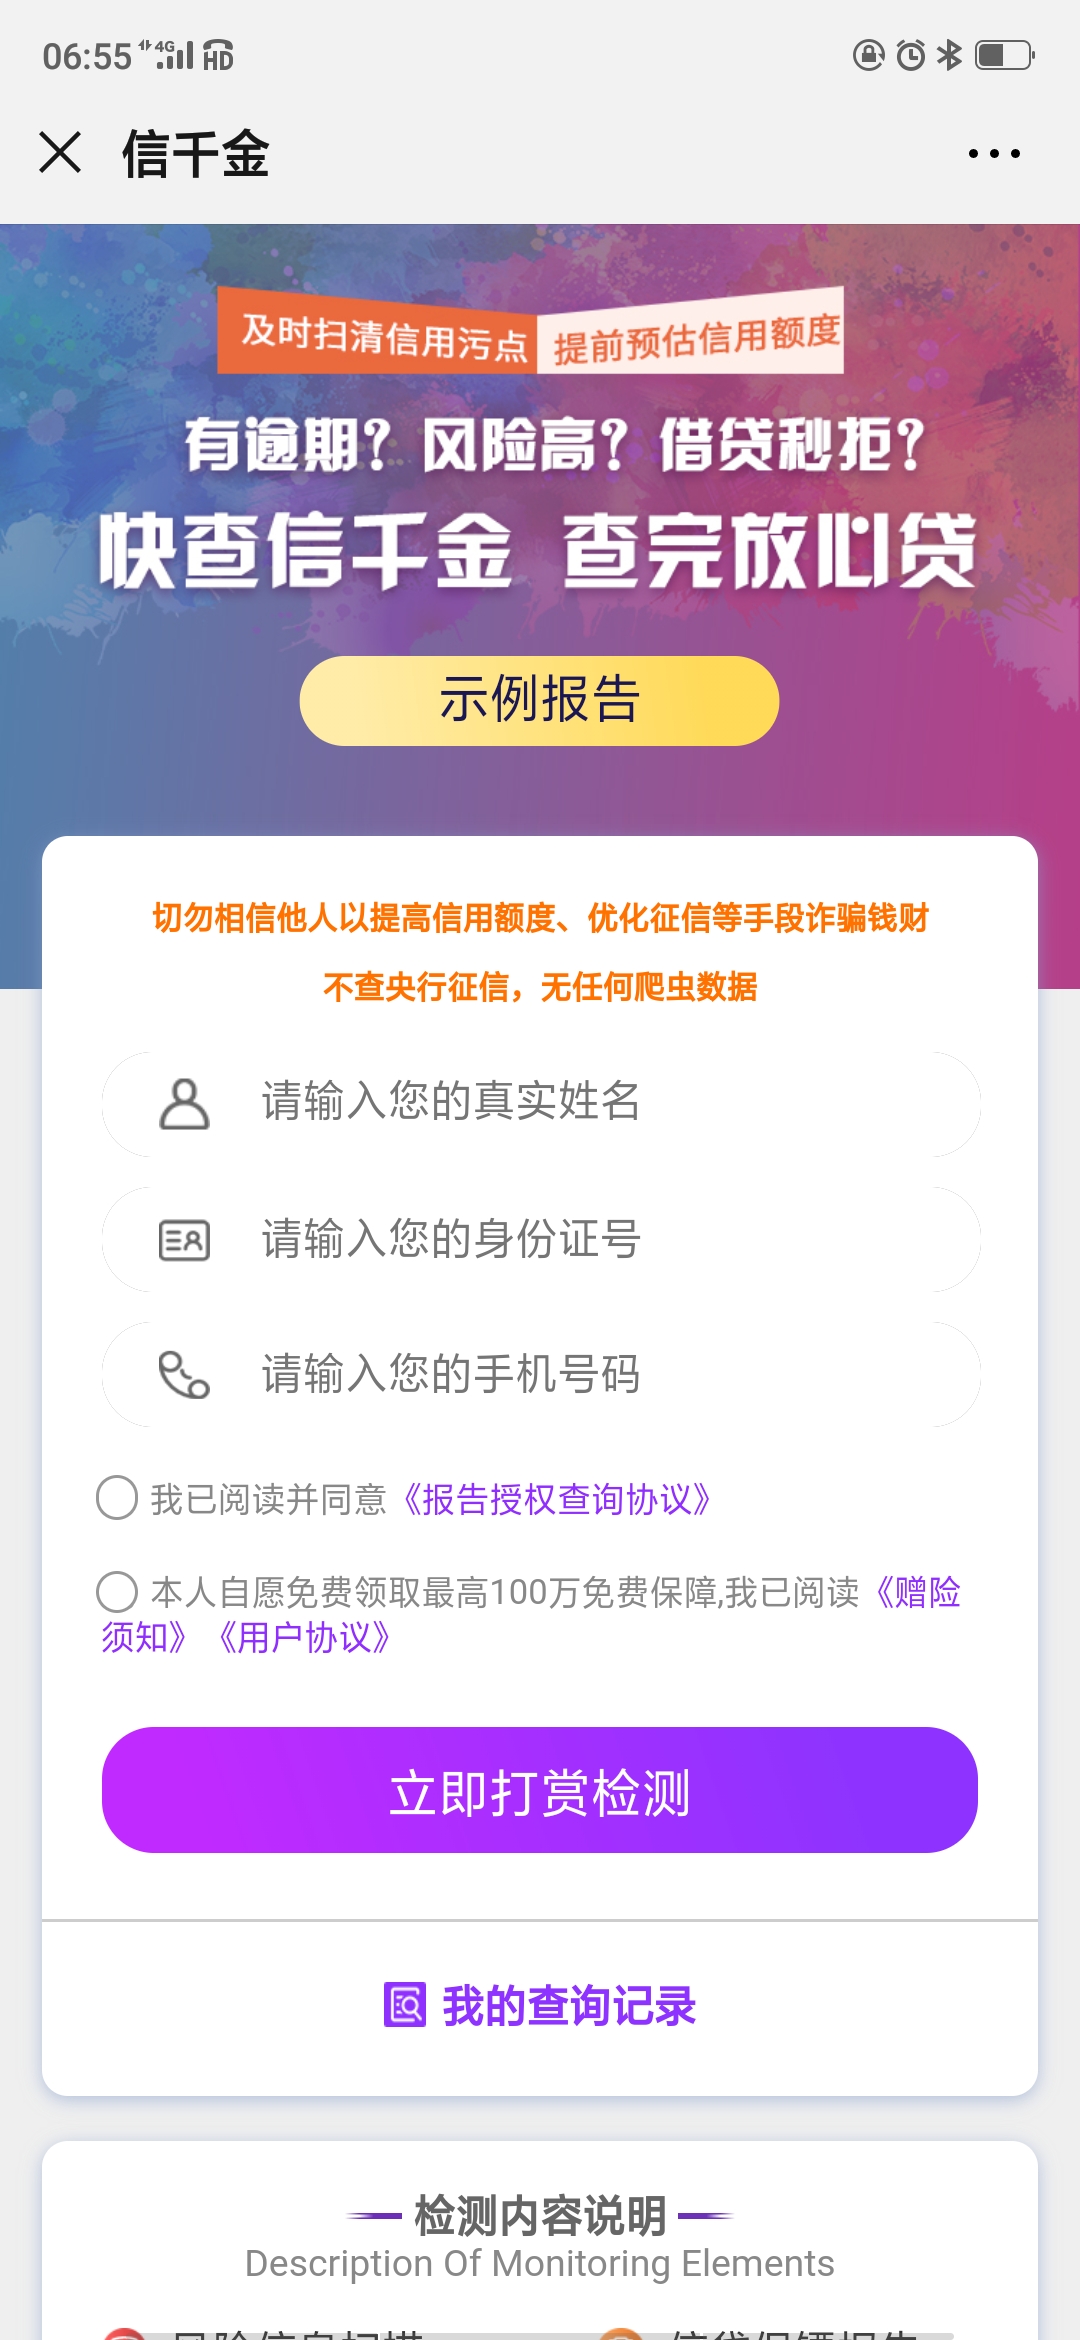 06:55 4G HD
信千金
及时扫清信用污点 提前预估信用额度
有逾期？风险高？借贷秒拒？
快查信千金 查完放心贷
示例报告
切勿相信他人以提高信用额度、优化征信等手段诈骗钱财
不查央行征信，无任何爬虫数据
请输入您的真实姓名
请输入您的身份证号
请输入您的手机号码
我已阅读并同意《报告授权查询协议》
本人自愿免费领取最高100万免费保障,我已阅读《赠险
须知》《用户协议》
立即打赏检测
我的查询记录
检测内容说明
Description Of Monitoring Elements